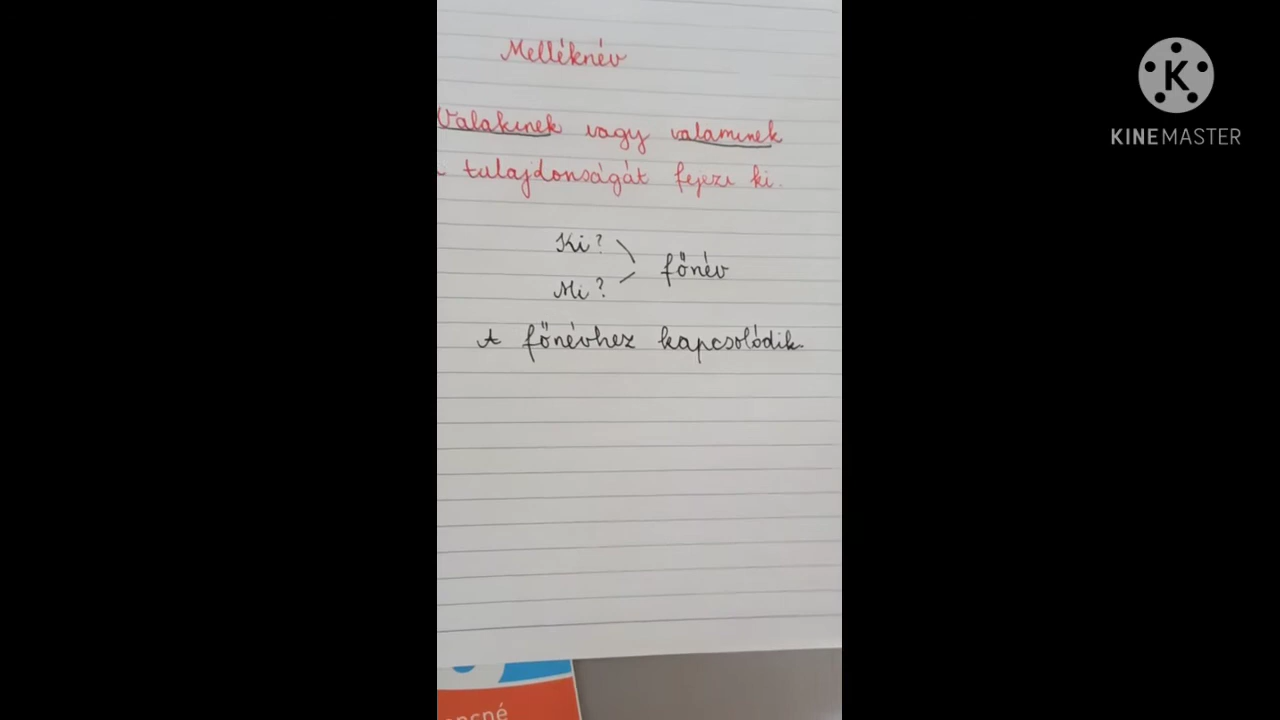 Melléknév
KINEMASTER
Valakinek vagy valaminek
tulajdonságát fejezi ki.
Ki?
főnév
Mi?
A főnévhez kapcsolódik.